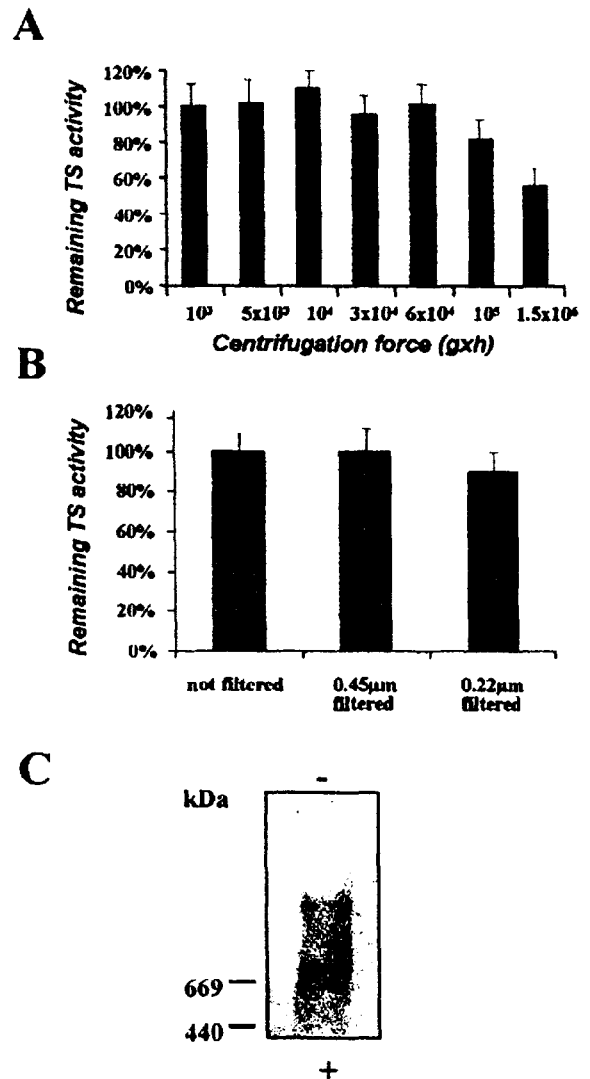 A
Remaining TS activity
120%
100%
80%
60%
40%
20%
0%
10³ 5x10³ 10⁴ 3x10⁴ 6x10⁴ 10⁵ 1.5x10⁶
Centrifugation force (gxh)
B
Remaining TS activity
120%
100%
80%
60%
40%
20%
0%
not filtered 0.45µm 0.22µm
filtered filtered
C
-
kDa
669
440
+